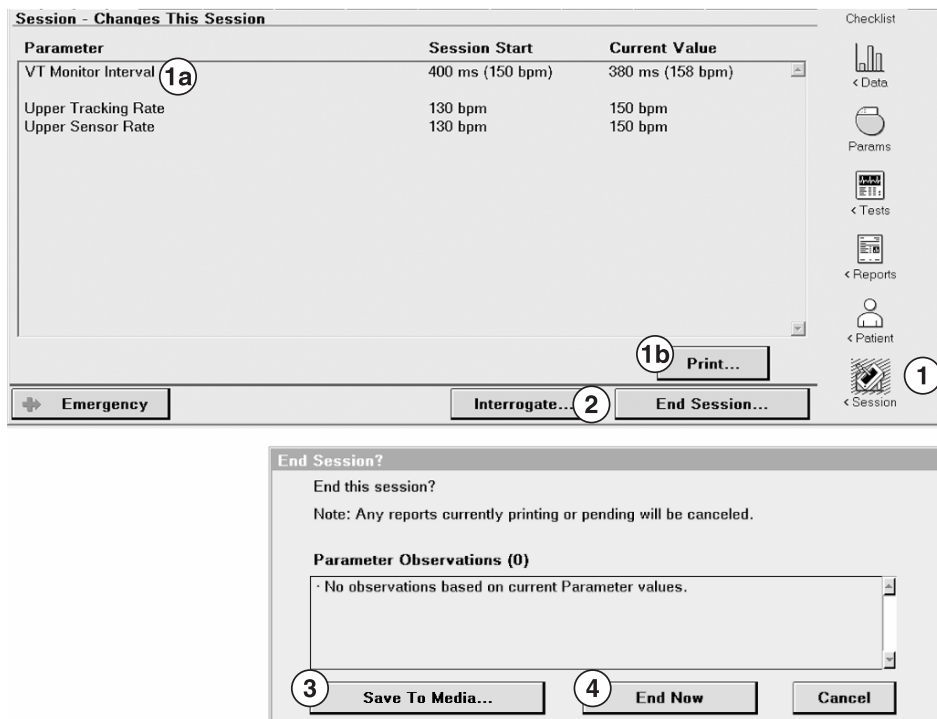 Session - Changes This Session
Checklist
Parameter Session Start Current Value
VT Monitor Interval 1a 400 ms (150 bpm) 380 ms (158 bpm)
< Data
Upper Tracking Rate 130 bpm 150 bpm
Upper Sensor Rate 130 bpm 150 bpm
Params
< Tests
< Reports
< Patient
1b Print...
1
< Session
Emergency Interrogate... 2 End Session...
End Session?
End this session?
Note: Any reports currently printing or pending will be canceled.
Parameter Observations (0)
· No observations based on current Parameter values.
3 Save To Media... 4 End Now Cancel